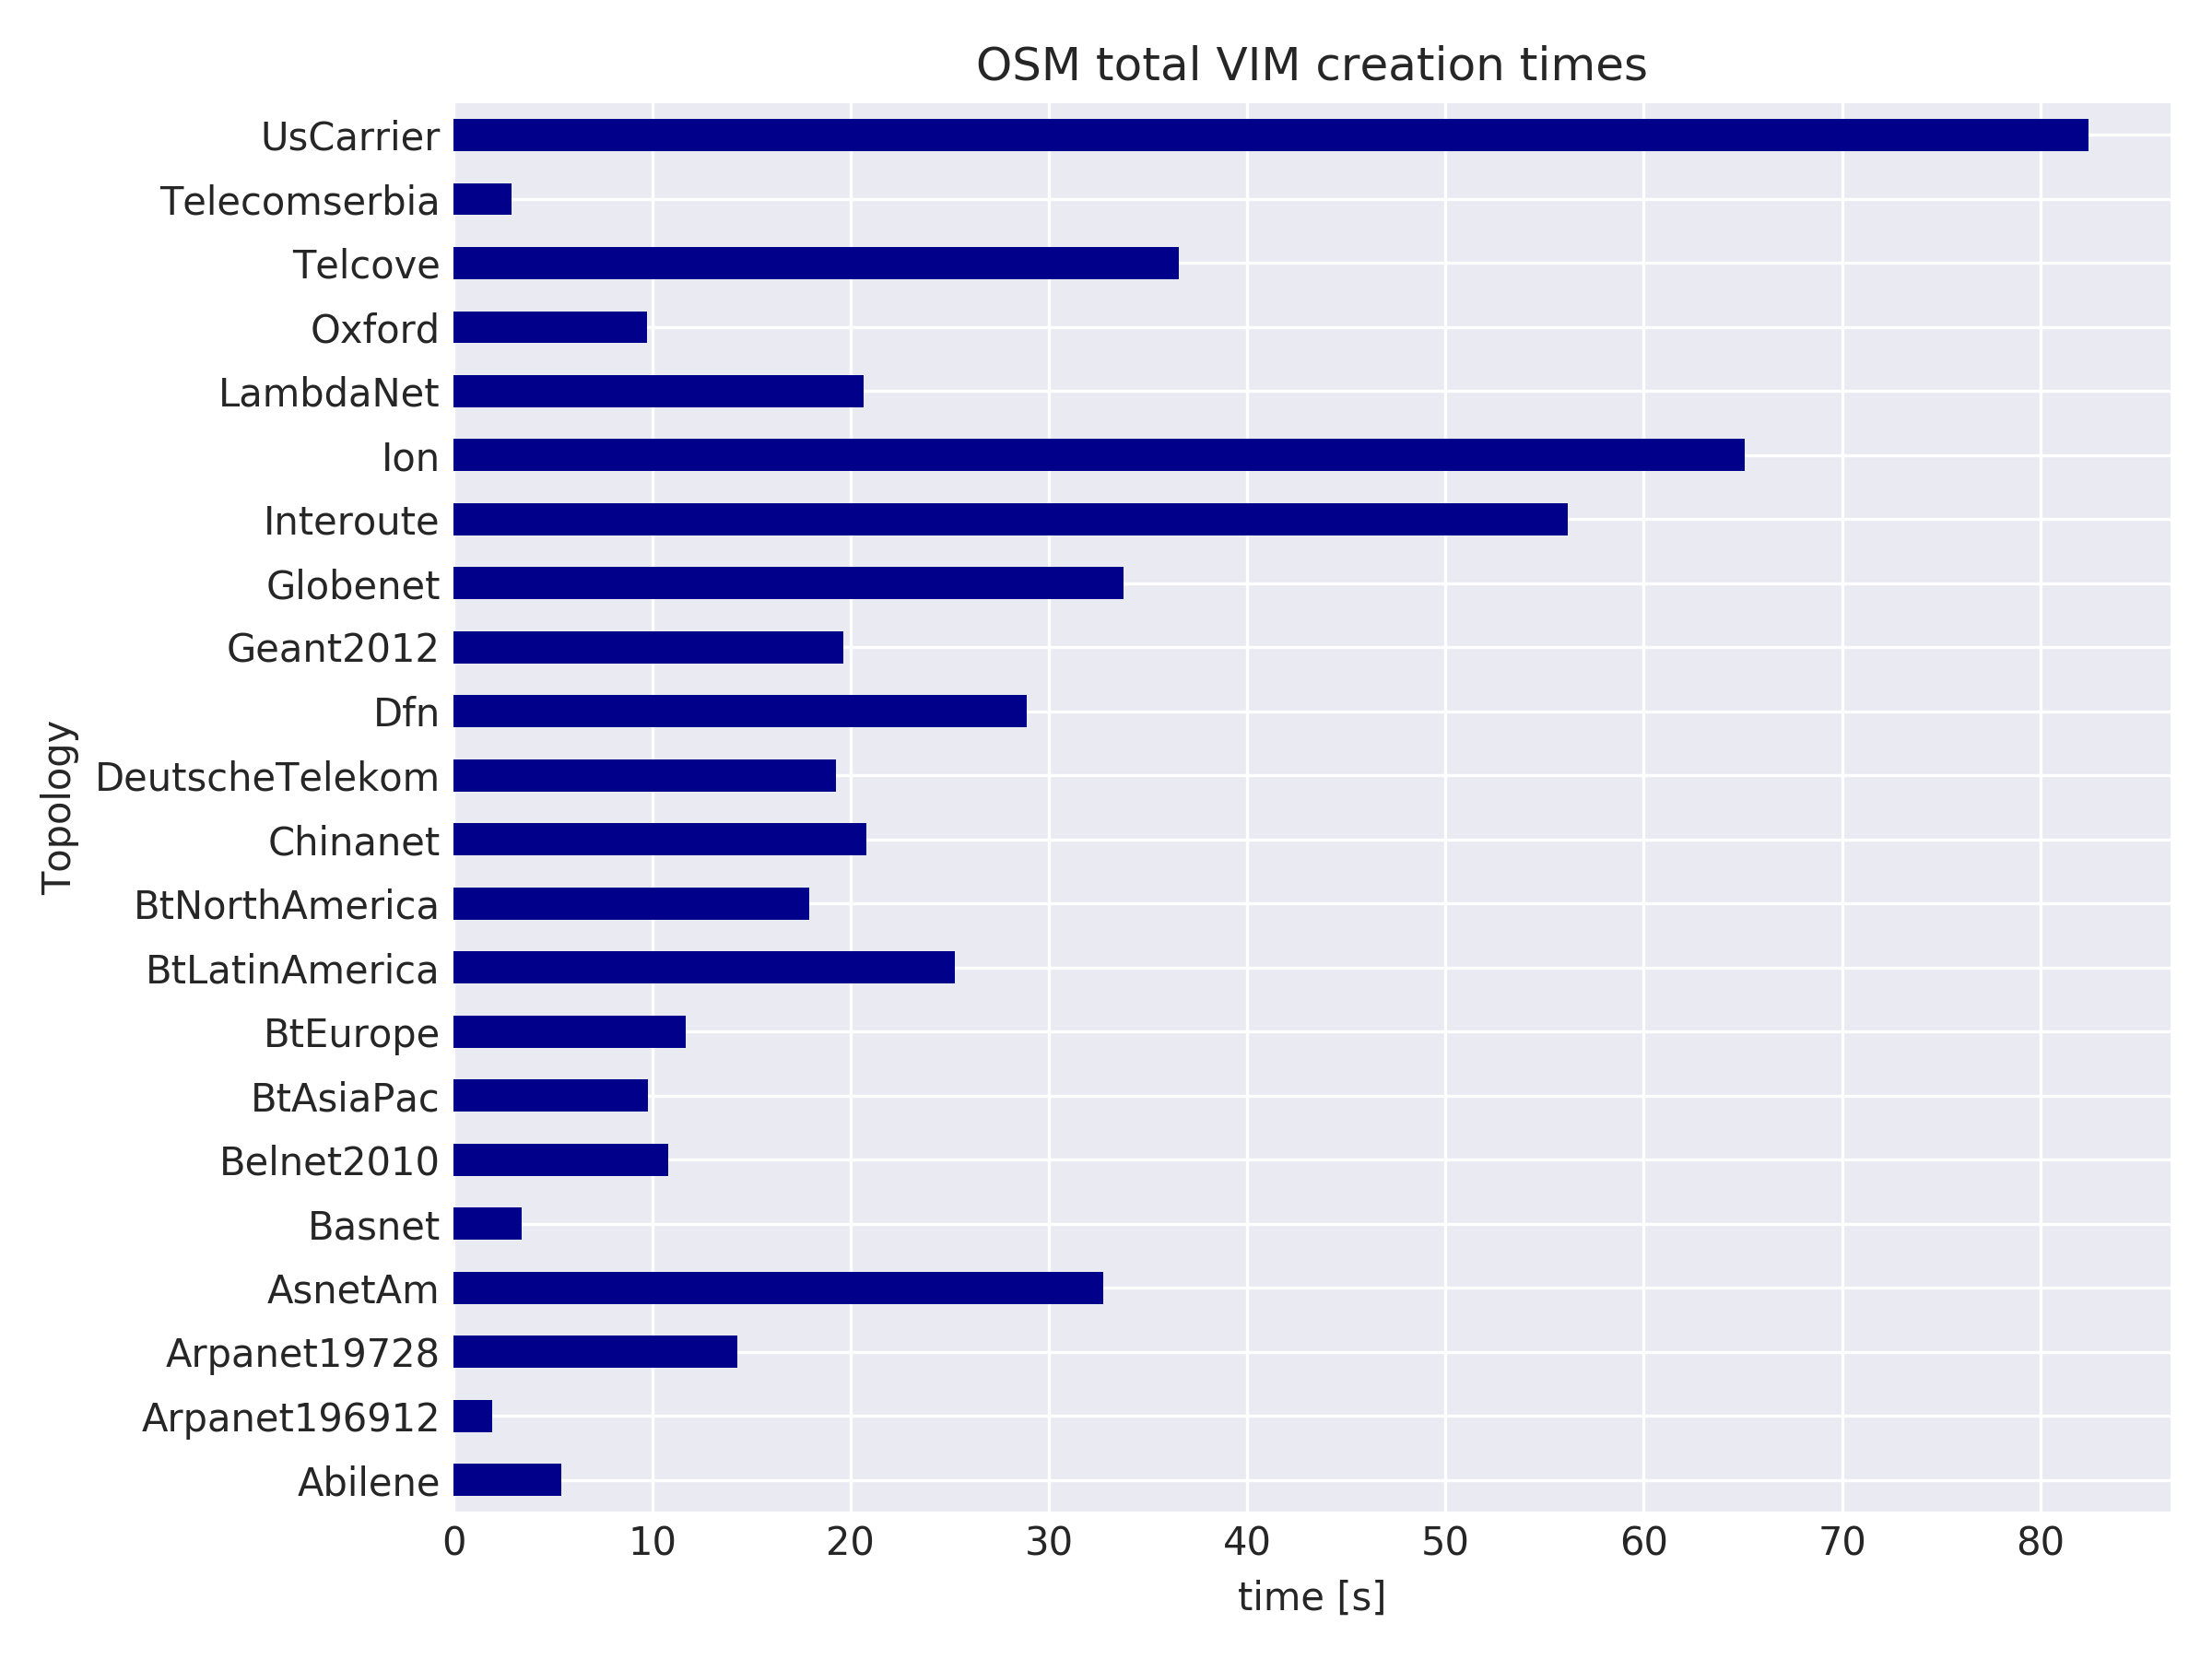 OSM total VIM creation times
UsCarrier
Telecomserbia
Telcove
Oxford
LambdaNet
Ion
Interoute
Globenet
Geant2012
Dfn
DeutscheTelekom
Chinanet
BtNorthAmerica
BtLatinAmerica
BtEurope
BtAsiaPac
Belnet2010
Basnet
AsnetAm
Arpanet19728
Arpanet196912
Abilene
Topology
0 10 20 30 40 50 60 70 80
time [s]